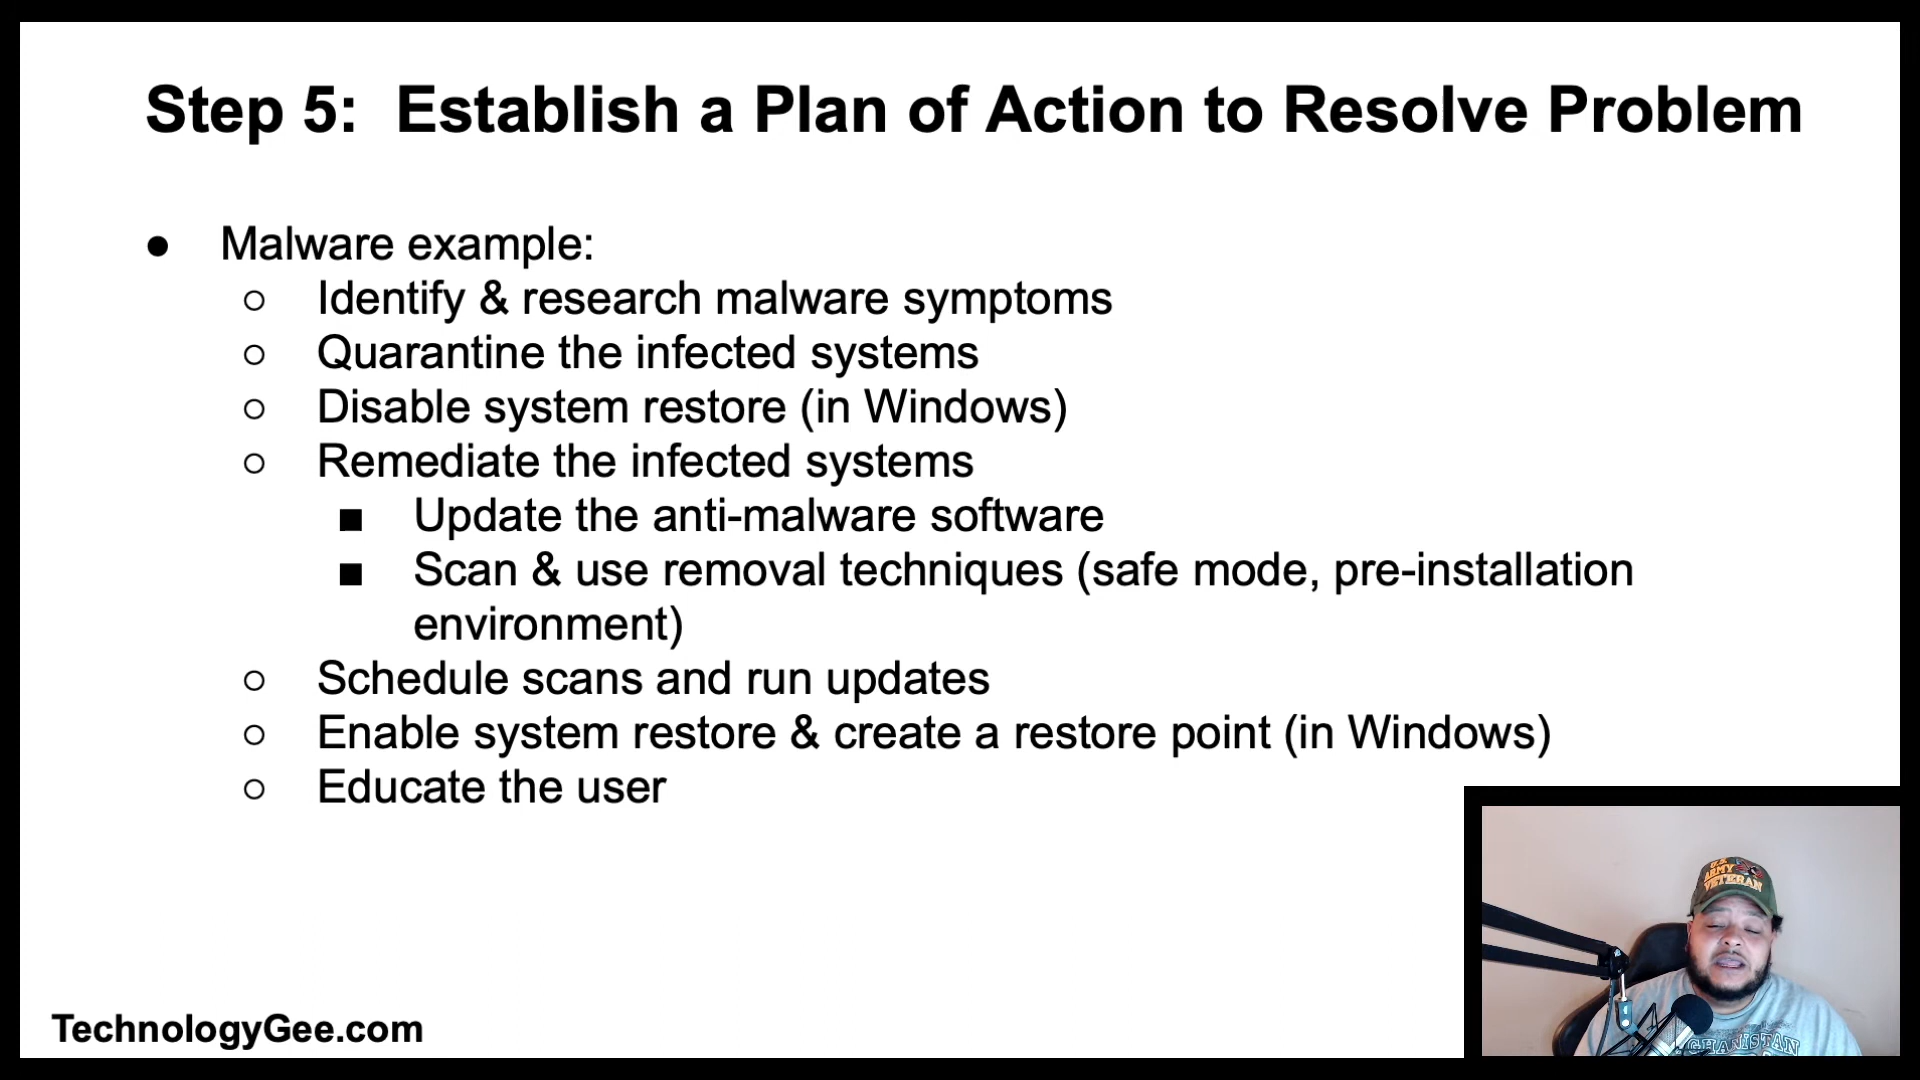 Step 5:  Establish a Plan of Action to Resolve Problem
● Malware example:
○ Identify & research malware symptoms
○ Quarantine the infected systems
○ Disable system restore (in Windows)
○ Remediate the infected systems
■ Update the anti-malware software
■ Scan & use removal techniques (safe mode, pre-installation
environment)
○ Schedule scans and run updates
○ Enable system restore & create a restore point (in Windows)
○ Educate the user
U.S.
ARMY
VETERAN
TechnologyGee.com